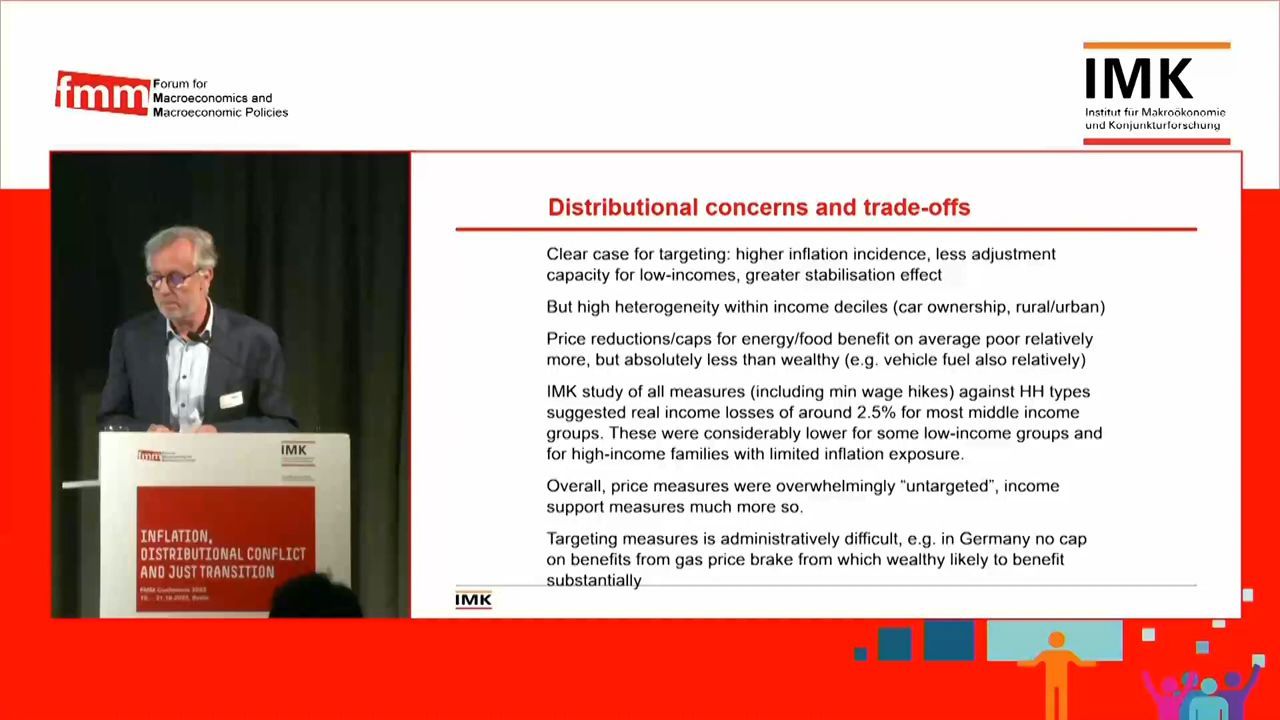 fmm
Forum for
Macroeconomics and
Macroeconomic Policies
IMK
Institut für Makroökonomie
und Konjunkturforschung
Distributional concerns and trade-offs
Clear case for targeting: higher inflation incidence, less adjustment
capacity for low-incomes, greater stabilisation effect
But high heterogeneity within income deciles (car ownership, rural/urban)
Price reductions/caps for energy/food benefit on average poor relatively
more, but absolutely less than wealthy (e.g. vehicle fuel also relatively)
IMK study of all measures (including min wage hikes) against HH types
suggested real income losses of around 2.5% for most middle income
groups. These were considerably lower for some low-income groups and
for high-income families with limited inflation exposure.
Overall, price measures were overwhelmingly “untargeted”, income
support measures much more so.
Targeting measures is administratively difficult, e.g. in Germany no cap
on benefits from gas price brake from which wealthy likely to benefit
substantially
IMK
fmm
IMK
INFLATION,
DISTRIBUTIONAL CONFLICT
AND JUST TRANSITION
FMM Conference